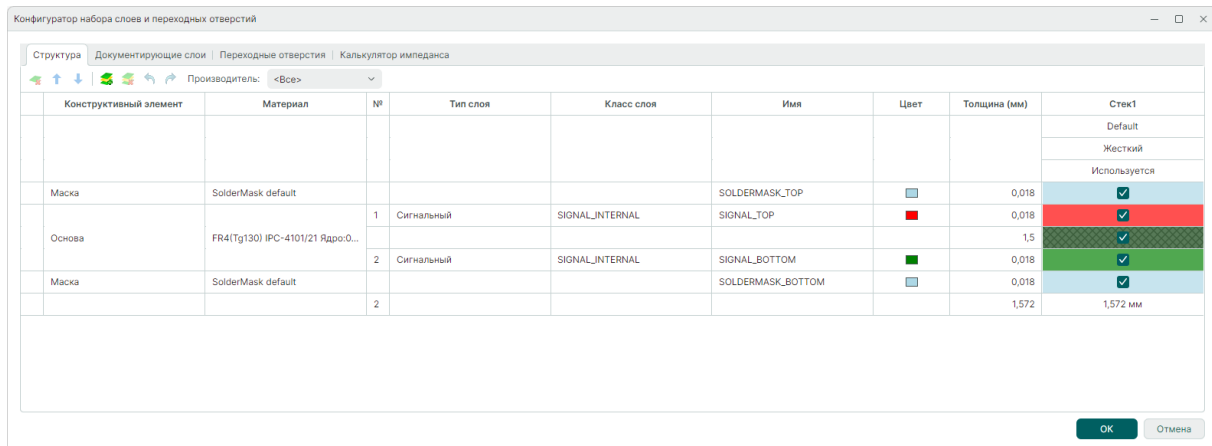 Конфигуратор набора слоев и переходных отверстий
Структура Документирующие слои Переходные отверстия Калькулятор импеданса
Производитель: <Все>
Конструктивный элемент Материал № Тип слоя Класс слоя Имя Цвет Толщина (мм) Стек1
Default
Жесткий
Используется
Маска SolderMask default SOLDERMASK_TOP 0,018
1 Сигнальный SIGNAL_INTERNAL SIGNAL_TOP 0,018
Основа FR4(Tg130) IPC-4101/21 Ядро:0... 1,5
2 Сигнальный SIGNAL_INTERNAL SIGNAL_BOTTOM 0,018
Маска SolderMask default SOLDERMASK_BOTTOM 0,018
2 1,572 1,572 мм
ОК Отмена